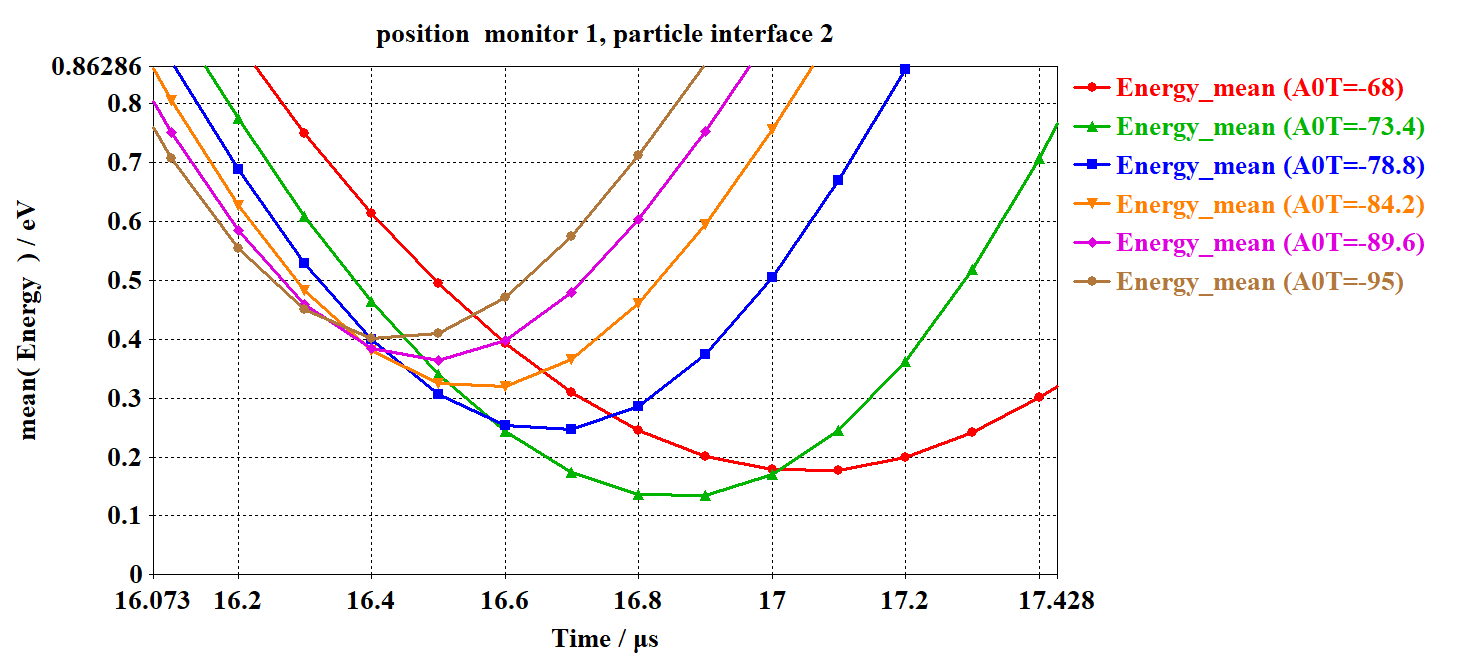 position monitor 1, particle interface 2
0.86286
0.8
0.7
0.6
0.5
0.4
0.3
0.2
0.1
0
mean( Energy ) / eV
16.073 16.2 16.4 16.6 16.8 17 17.2 17.428
Time / µs
Energy_mean (A0T=-68)
Energy_mean (A0T=-73.4)
Energy_mean (A0T=-78.8)
Energy_mean (A0T=-84.2)
Energy_mean (A0T=-89.6)
Energy_mean (A0T=-95)